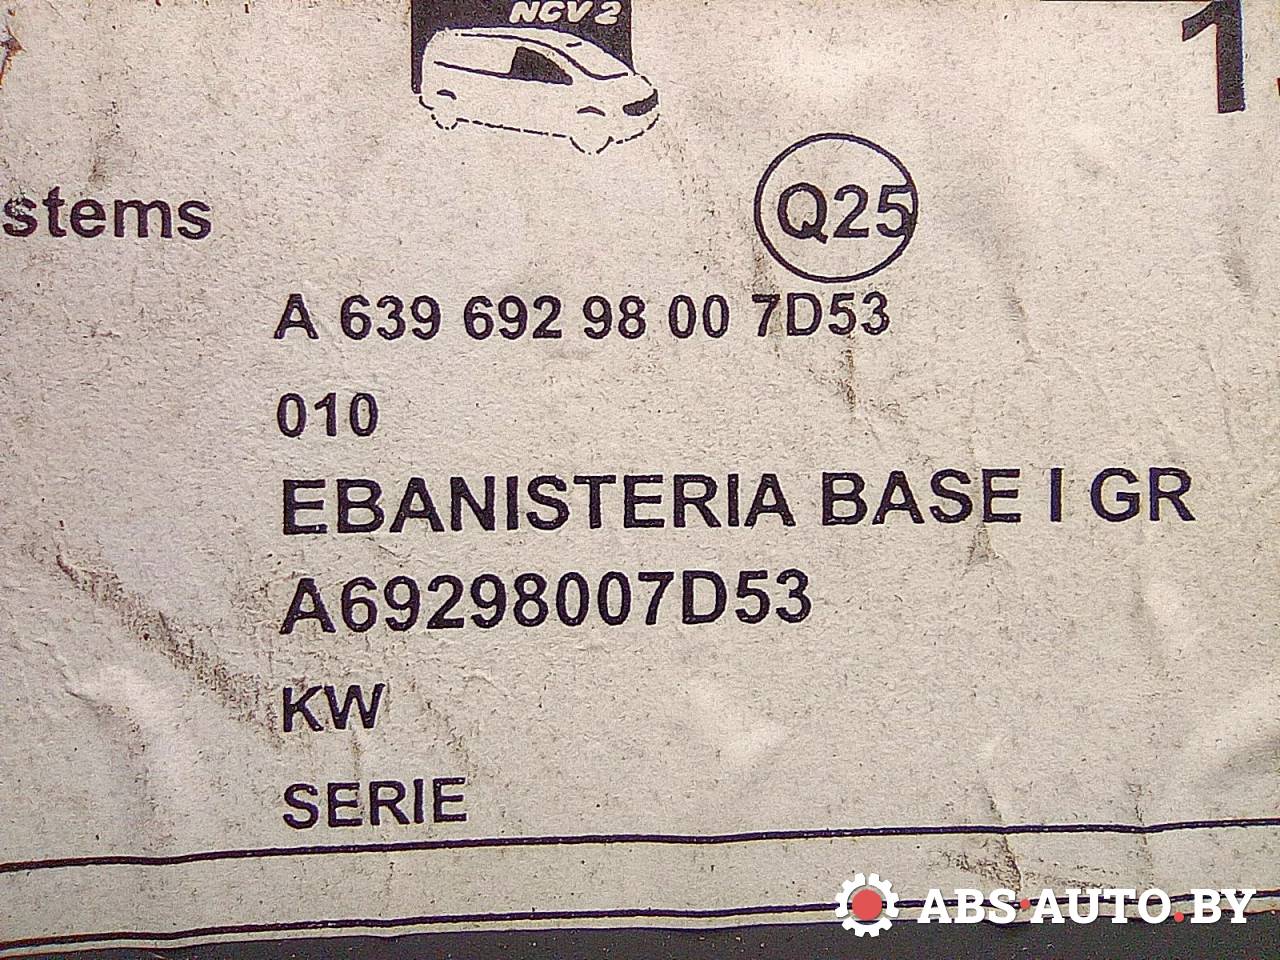 NCV 2
1
stems
Q25
A 639 692 98 00 7D53
010
EBANISTERIA BASE I GR
A69298007D53
KW
SERIE
ABS·AUTO.BY